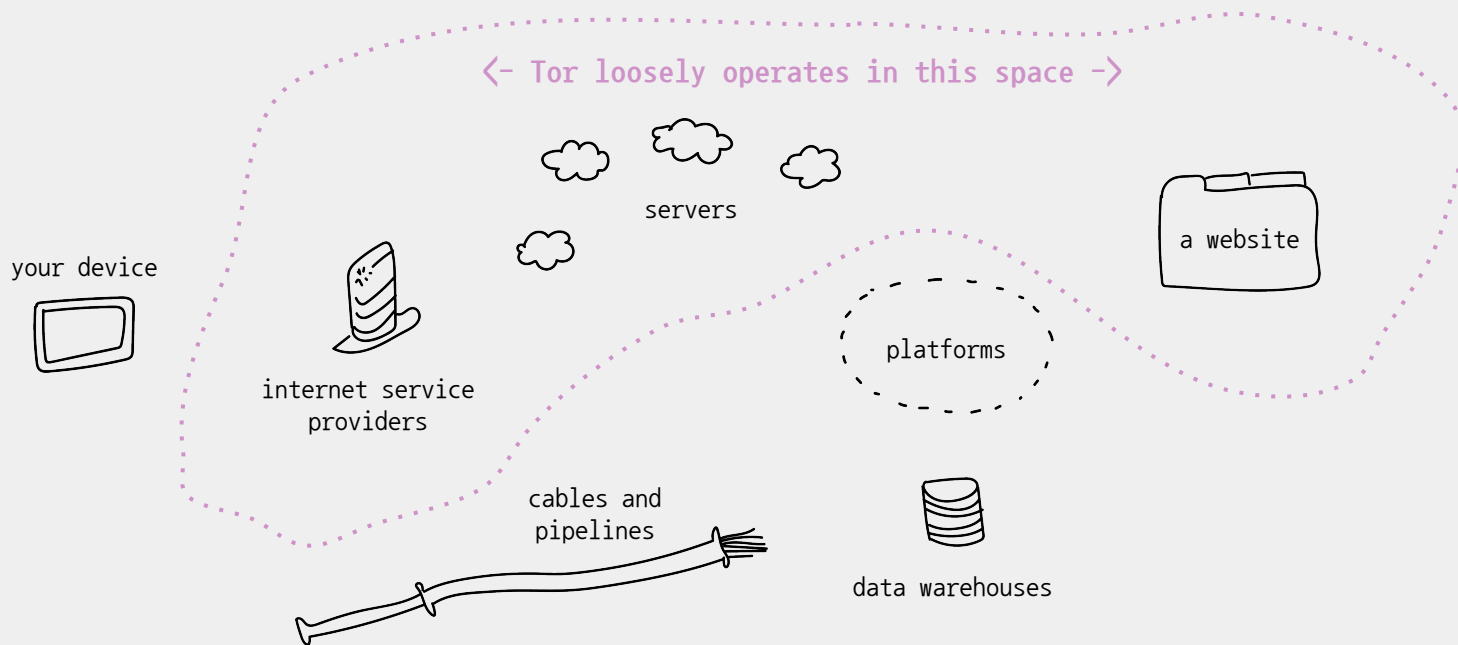 <- Tor loosely operates in this space ->
servers
a website
your device
platforms
internet service
providers
cables and
pipelines
data warehouses